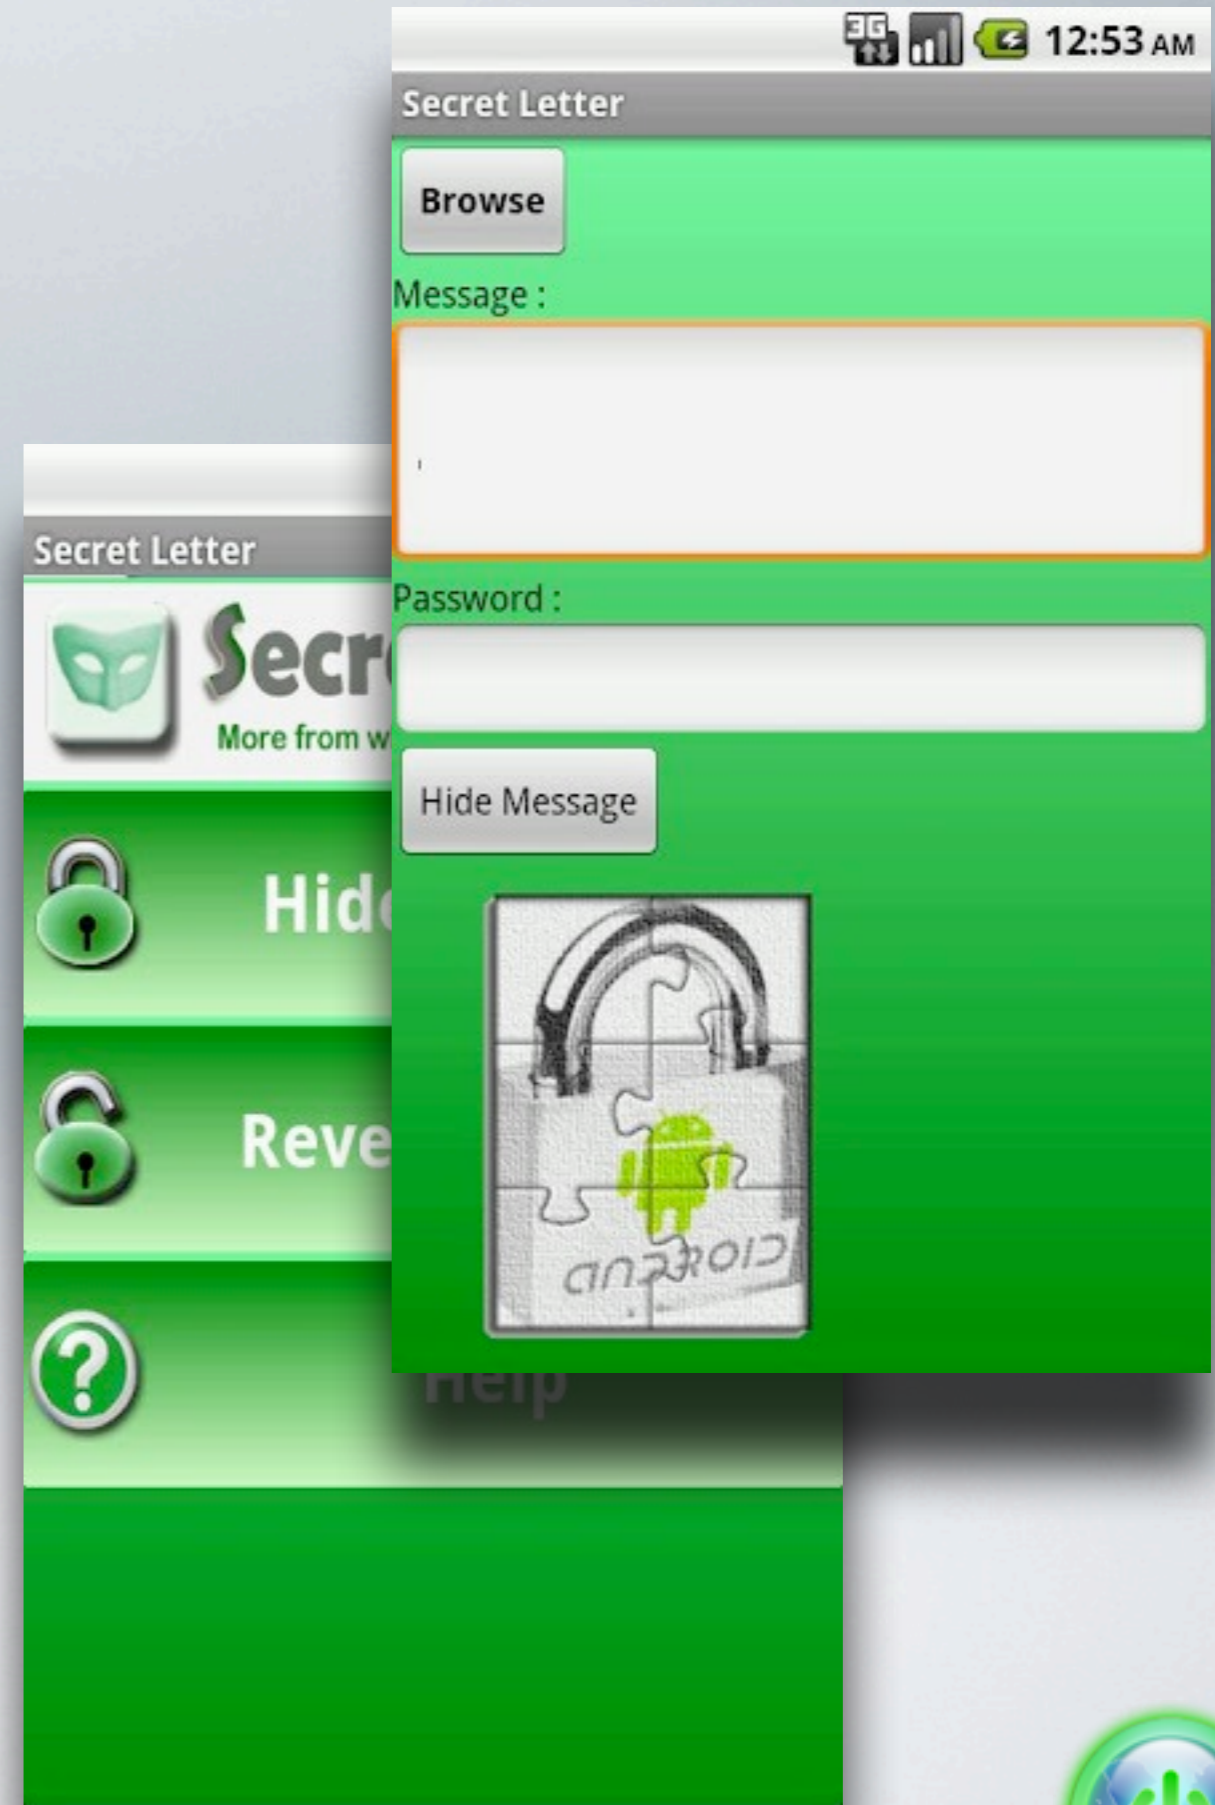 3G 12:53 AM
Secret Letter
Browse
Message :
Password :
Hide Message
ANDROID
Secret Letter
Secr
More from w
Hide
Reve
Help